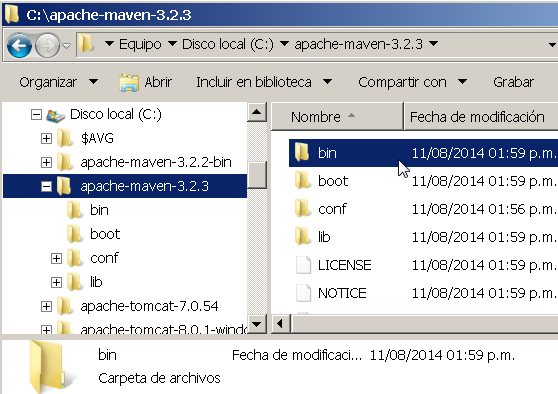 C:\apache-maven-3.2.3
Equipo Disco local (C:) apache-maven-3.2.3
Organizar Abrir Incluir en biblioteca Compartir con Grabar
Disco local (C:)
$AVG
apache-maven-3.2.2-bin
apache-maven-3.2.3
bin
boot
conf
lib
apache-tomcat-7.0.54
apache-tomcat-8.0.1-windo
Nombre Fecha de modificación
bin 11/08/2014 01:59 p.m.
boot 11/08/2014 01:59 p.m.
conf 11/08/2014 01:56 p.m.
lib 11/08/2014 01:59 p.m.
LICENSE 11/08/2014 01:59 p.m.
NOTICE 11/08/2014 01:59 p.m.
bin Fecha de modificaci... 11/08/2014 01:59 p.m.
Carpeta de archivos